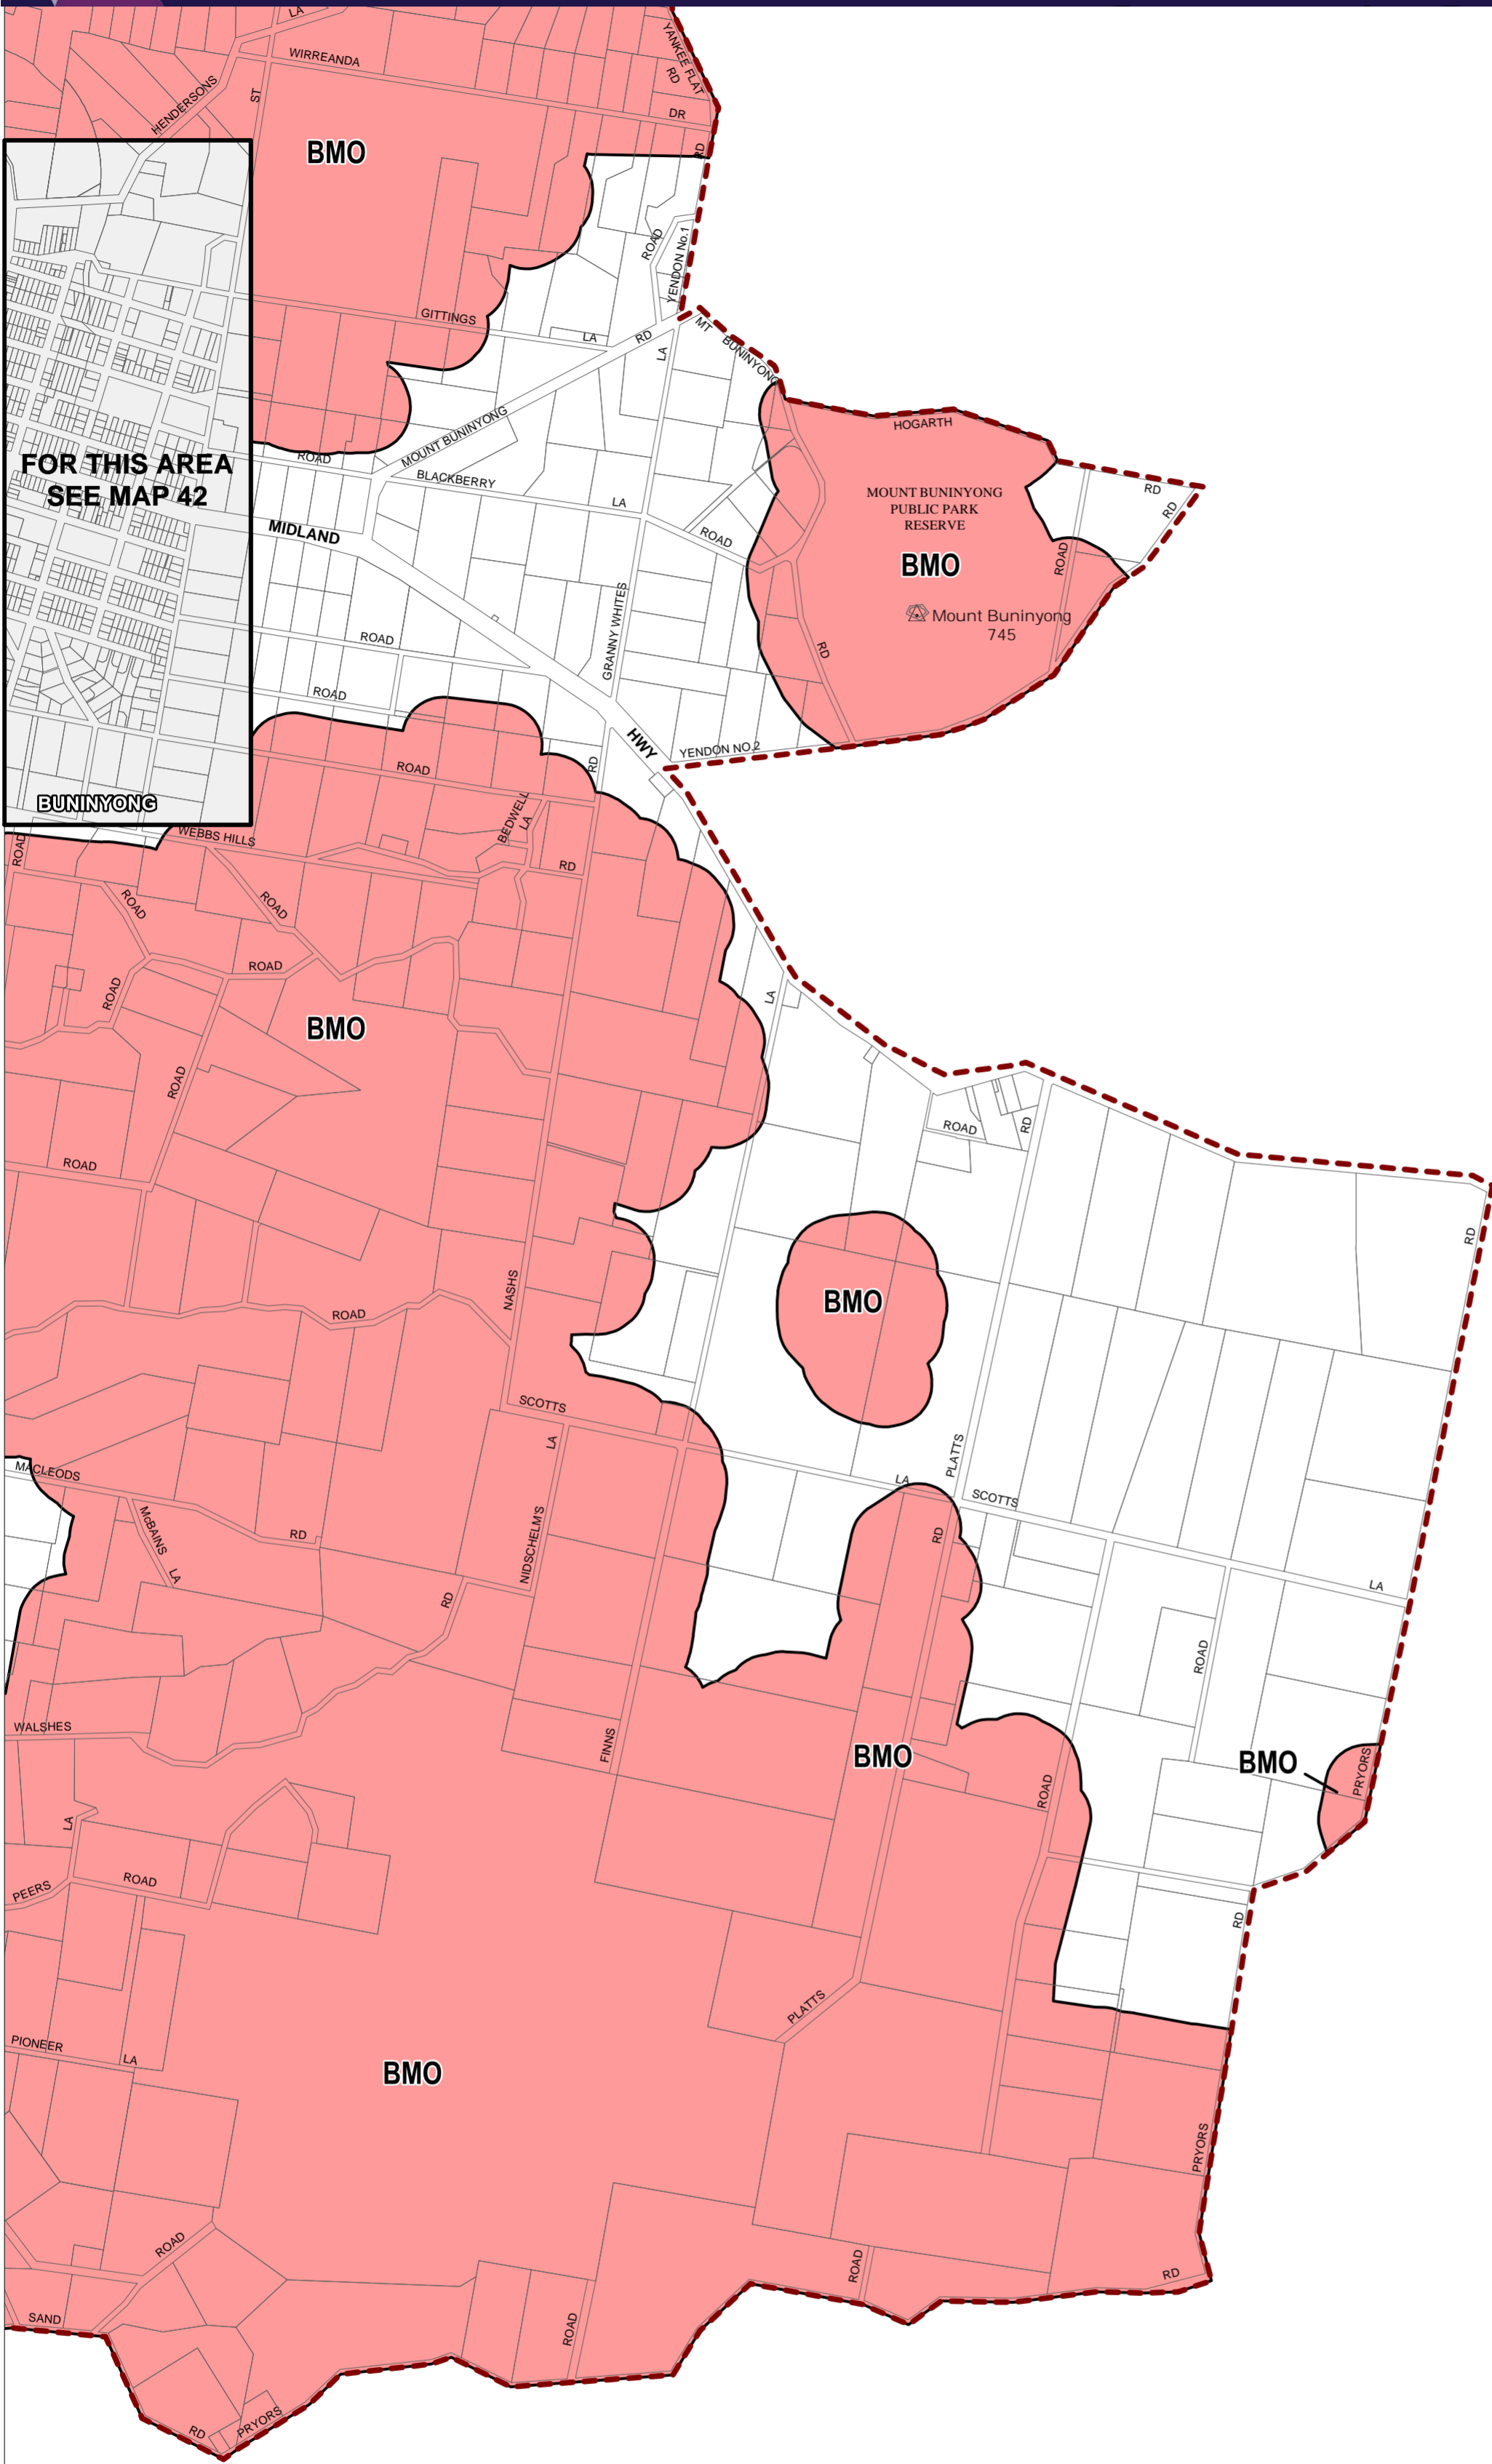 LA
YANKEE FLAT
RD
WIRREANDA
HENDERSONS
ST
DR
BMO
RD
ROAD
YENDON No.1
GITTINGS
LA
RD
MT
BUNINYONG
LA
MOUNT BUNINYONG
HOGARTH
ROAD
FOR THIS AREA
SEE MAP 42
BLACKBERRY
LA
RD
RD
MOUNT BUNINYONG
PUBLIC PARK
RESERVE
MIDLAND
ROAD
ROAD
BMO
GRANNY WHITES
Mount Buninyong
745
ROAD
RD
ROAD
HWY
YENDON NO.2
ROAD
RD
BUNINYONG
BEDWELL
LA
WEBBS HILLS
ROAD
RD
ROAD
ROAD
ROAD
ROAD
LA
BMO
ROAD
ROAD
RD
ROAD
RD
NASHS
BMO
ROAD
SCOTTS
LA
PLATTS
MACLEODS
LA
SCOTTS
McBAINS
LA
RD
NIDSCHELM'S
RD
LA
RD
ROAD
WALSHES
FINNS
BMO
BMO
PRYORS
ROAD
LA
PEERS
ROAD
RD
PLATTS
PIONEER
LA
BMO
PRYORS
ROAD
ROAD
RD
SAND
ROAD
RD
PRYORS